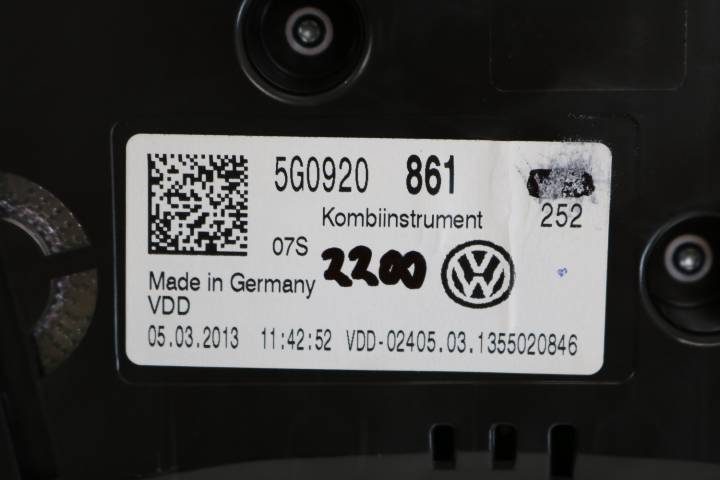 5G0920 861
Kombiinstrument 252
07S 2200
Made in Germany
VDD
05.03.2013 11:42:52 VDD-02405.03.1355020846